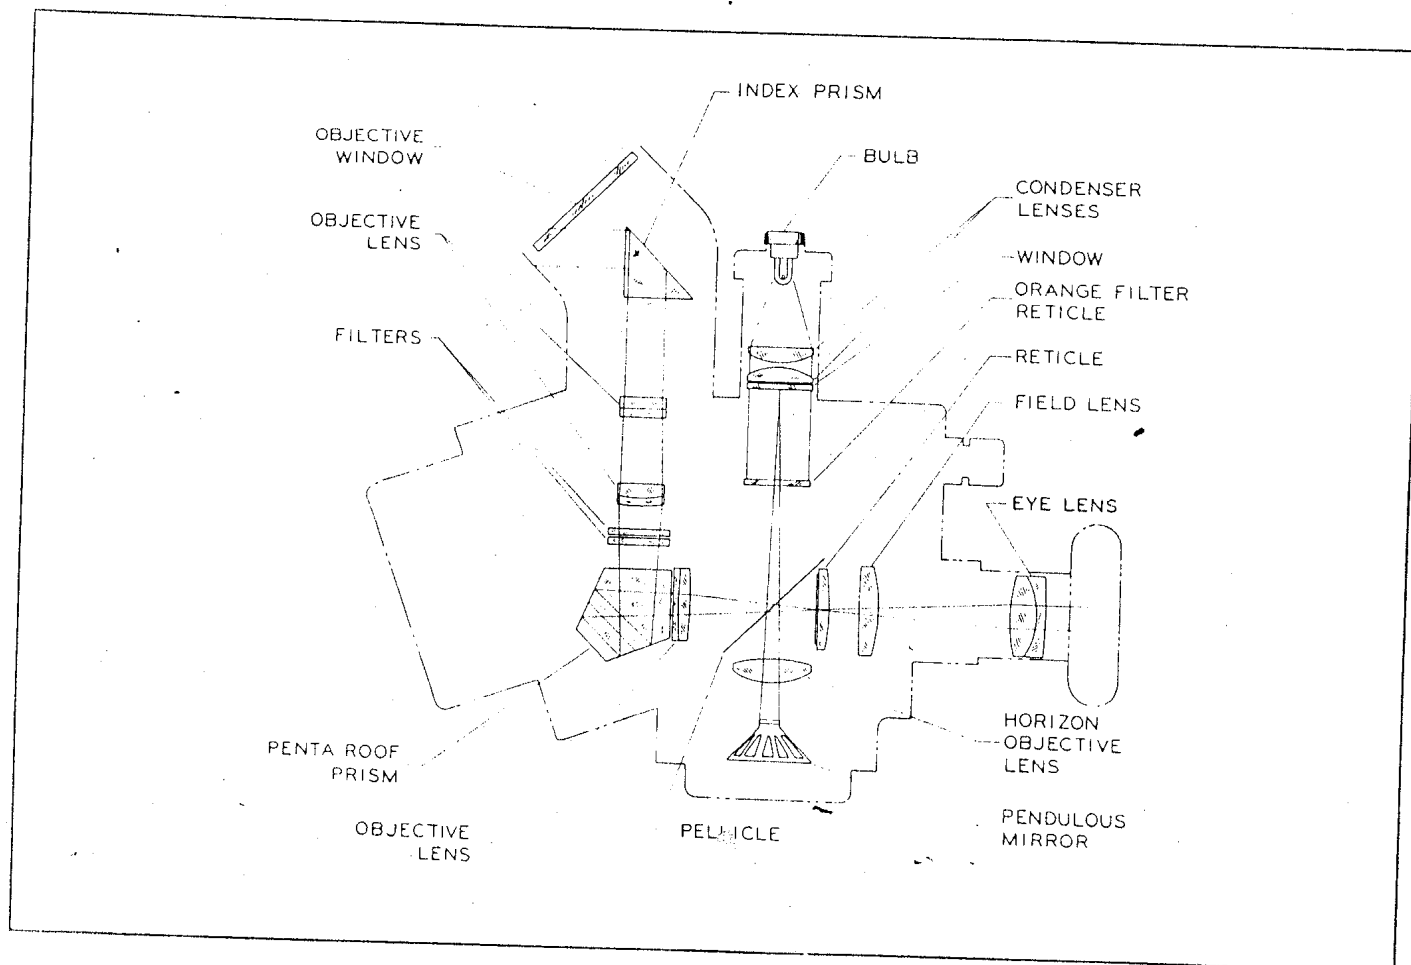 INDEX PRISM
OBJECTIVE
WINDOW
BULB
CONDENSER
LENSES
OBJECTIVE
LENS
WINDOW
ORANGE FILTER
RETICLE
FILTERS
RETICLE
FIELD LENS
EYE LENS
HORIZON
OBJECTIVE
LENS
PENTA ROOF
PRISM
OBJECTIVE
LENS
PELLICLE
PENDULOUS
MIRROR